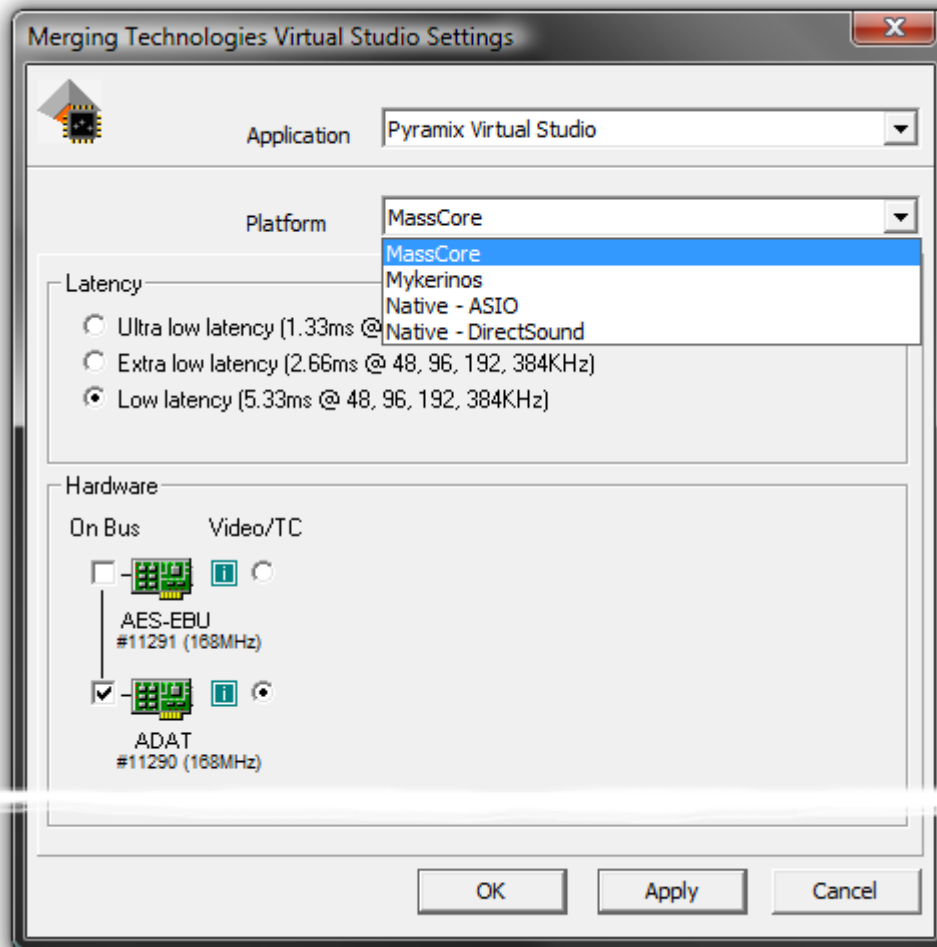 Merging Technologies Virtual Studio Settings
Application Pyramix Virtual Studio
Platform MassCore
MassCore
Mykerinos
Native - ASIO
Native - DirectSound
Latency
Ultra low latency (1.33ms @
Extra low latency (2.66ms @ 48, 96, 192, 384KHz)
Low latency (5.33ms @ 48, 96, 192, 384KHz)
Hardware
On Bus Video/TC
i
AES-EBU
#11291 (168MHz)
i
ADAT
#11290 (168MHz)
OK Apply Cancel